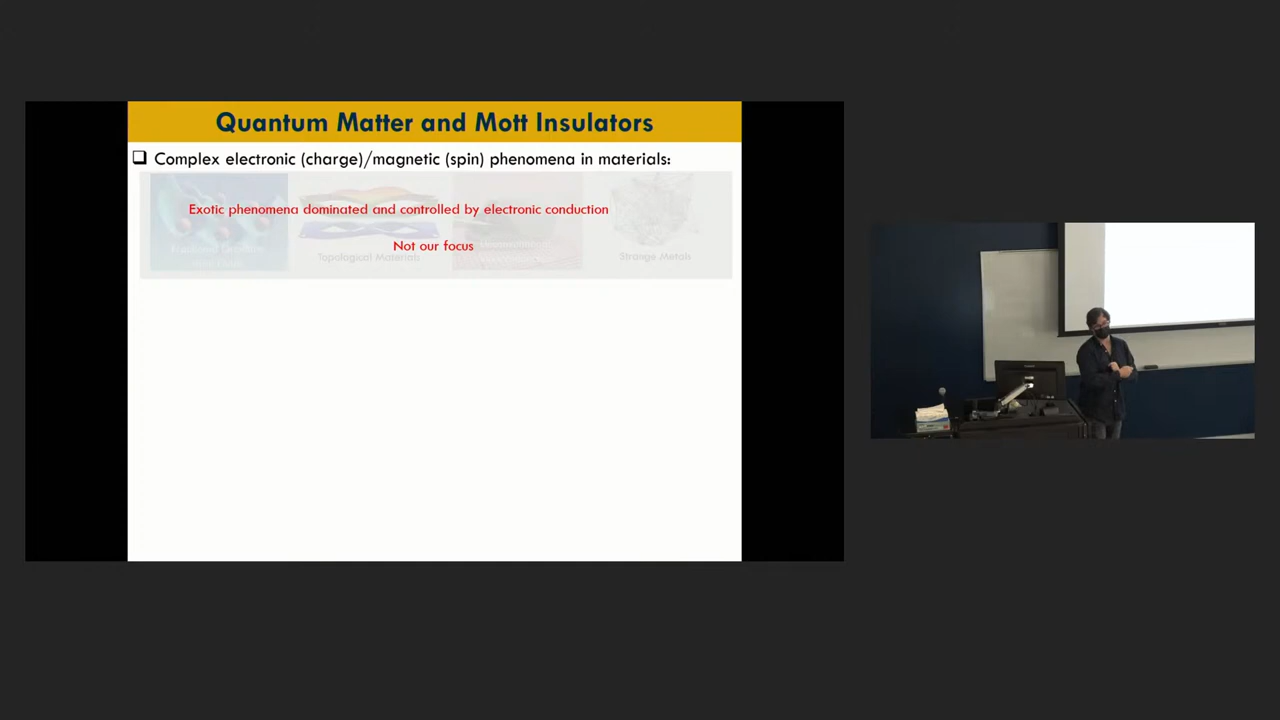 Quantum Matter and Mott Insulators
❑ Complex electronic (charge)/magnetic (spin) phenomena in materials:
Exotic phenomena dominated and controlled by electronic conduction
Not our focus
Topological Materials
Strange Metals